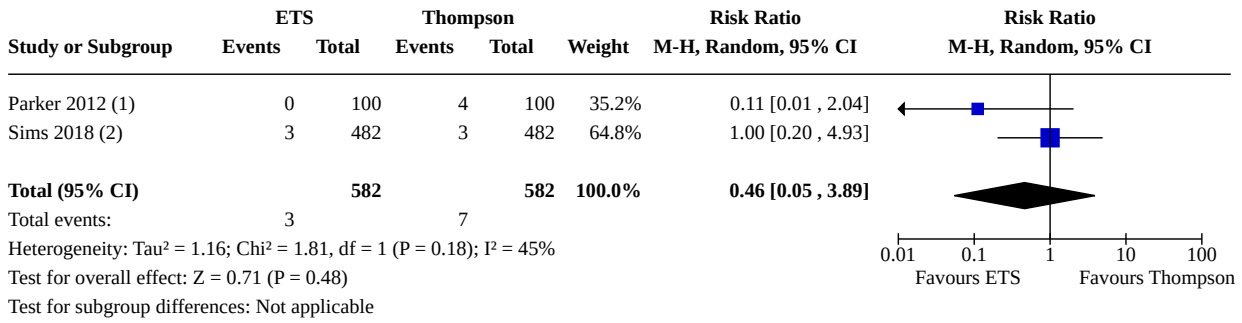 ETS Thompson Risk Ratio Risk Ratio
Study or Subgroup Events Total Events Total Weight M-H, Random, 95% CI M-H, Random, 95% CI
Parker 2012 (1) 0 100 4 100 35.2% 0.11 [0.01 , 2.04]
Sims 2018 (2) 3 482 3 482 64.8% 1.00 [0.20 , 4.93]
Total (95% CI) 582 582 100.0% 0.46 [0.05 , 3.89]
Total events: 3 7
Heterogeneity: Tau² = 1.16; Chi² = 1.81, df = 1 (P = 0.18); I² = 45%
0.01 0.1 1 10 100
Test for overall effect: Z = 0.71 (P = 0.48)
Favours ETS Favours Thompson
Test for subgroup differences: Not applicable